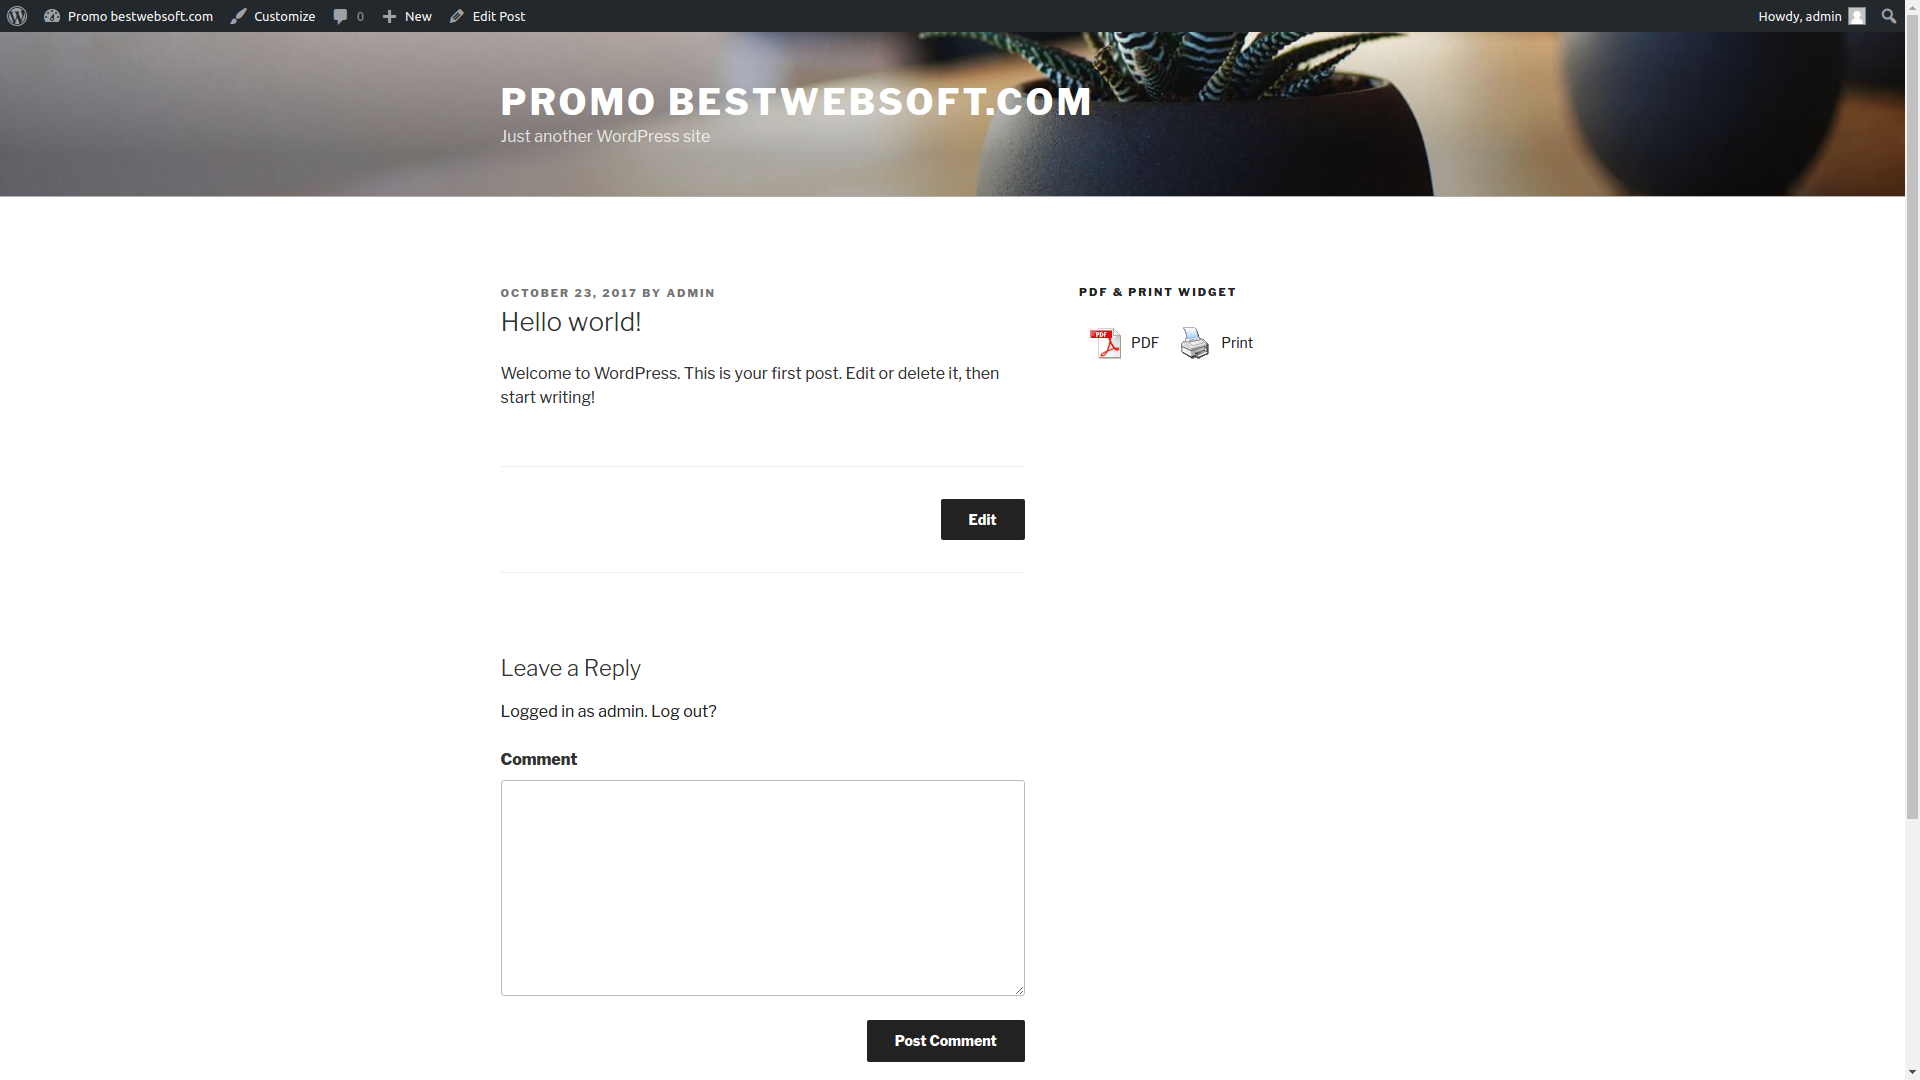 Promo bestwebsoft.com Customize 0 New Edit Post Howdy, admin
PROMO BESTWEBSOFT.COM
Just another WordPress site
OCTOBER 23, 2017 BY ADMIN
Hello world!
Welcome to WordPress. This is your first post. Edit or delete it, then
start writing!
Edit
Leave a Reply
Logged in as admin. Log out?
Comment
Post Comment
PDF & PRINT WIDGET
PDF PDF Print